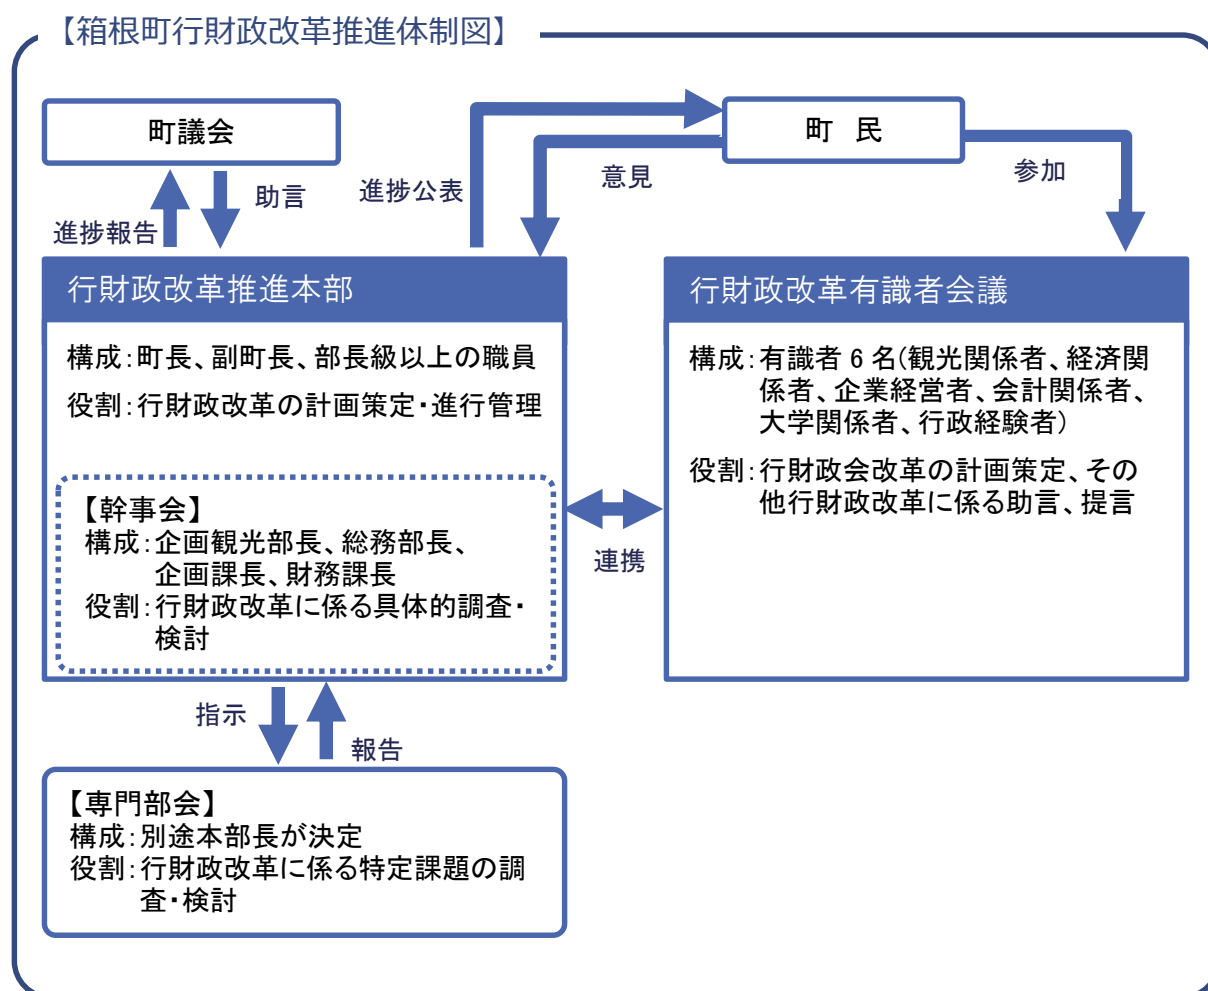 【箱根町行財政改革推進体制図】
町議会
町 民
進捗報告
助言
進捗公表
意見
参加
行財政改革推進本部
構成：町長、副町長、部長級以上の職員
役割：行財政改革の計画策定・進行管理
【幹事会】
構成：企画観光部長、総務部長、
企画課長、財務課長
役割：行財政改革に係る具体的調査・
検討
連携
行財政改革有識者会議
構成：有識者 6 名(観光関係者、経済関
係者、企業経営者、会計関係者、
大学関係者、行政経験者)
役割：行財政会改革の計画策定、その
他行財政改革に係る助言、提言
指示
報告
【専門部会】
構成：別途本部長が決定
役割：行財政改革に係る特定課題の調
査・検討